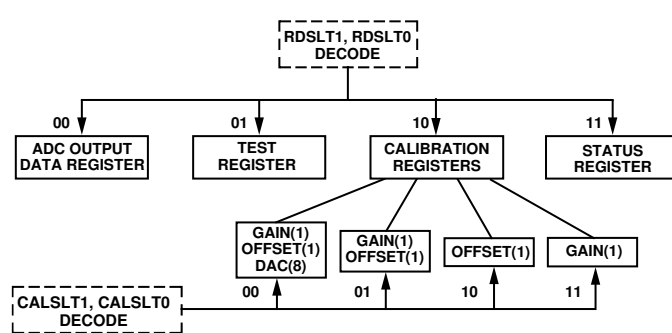 RDSLT1, RDSLT0
DECODE
00
01
10
11
ADC OUTPUT
DATA REGISTER
TEST
REGISTER
CALIBRATION
REGISTERS
STATUS
REGISTER
GAIN(1)
OFFSET(1)
DAC(8)
GAIN(1)
OFFSET(1)
OFFSET(1)
GAIN(1)
00
01
10
11
CALSLT1, CALSLT0
DECODE